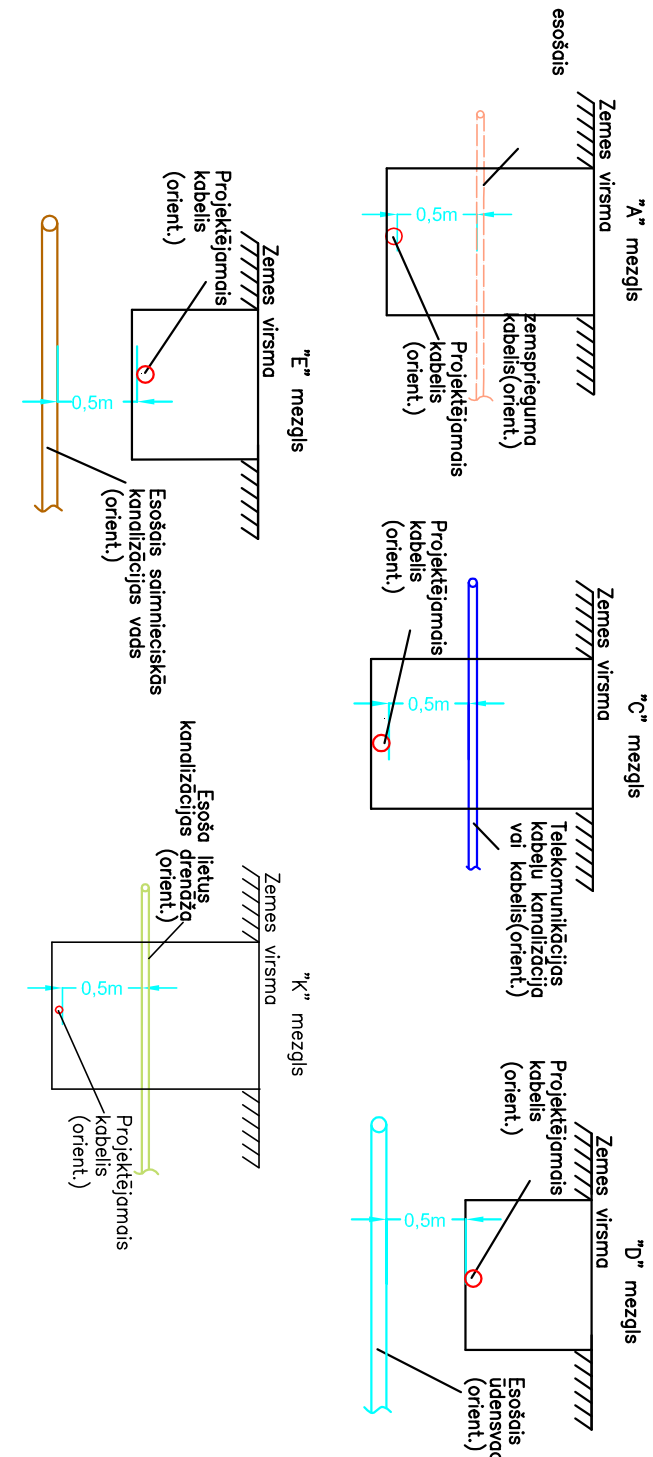 "A" mezgls
Zemes virsma
esošais
zemsprieguma
kabelis(orient.)
0,5m
Projektējamais
kabelis
(orient.)
"C" mezgls
Zemes virsma
Projektējamais
kabelis
(orient.)
0,5m
Telekomunikācijas
kabeļu kanalizācija
vai kabelis(orient.)
"D" mezgls
Zemes virsma
Projektējamais
kabelis
(orient.)
0,5m
Esošais
ūdensvad
(orient.)
"E" mezgls
Zemes virsma
Projektējamais
kabelis
(orient.)
0,5m
Esošais saimnieciskās
kanalizācijas vads
(orient.)
"K" mezgls
Zemes virsma
Esoša lietus
kanalizācijas drenāža
(orient.)
0,5m
Projektējamais
kabelis
(orient.)